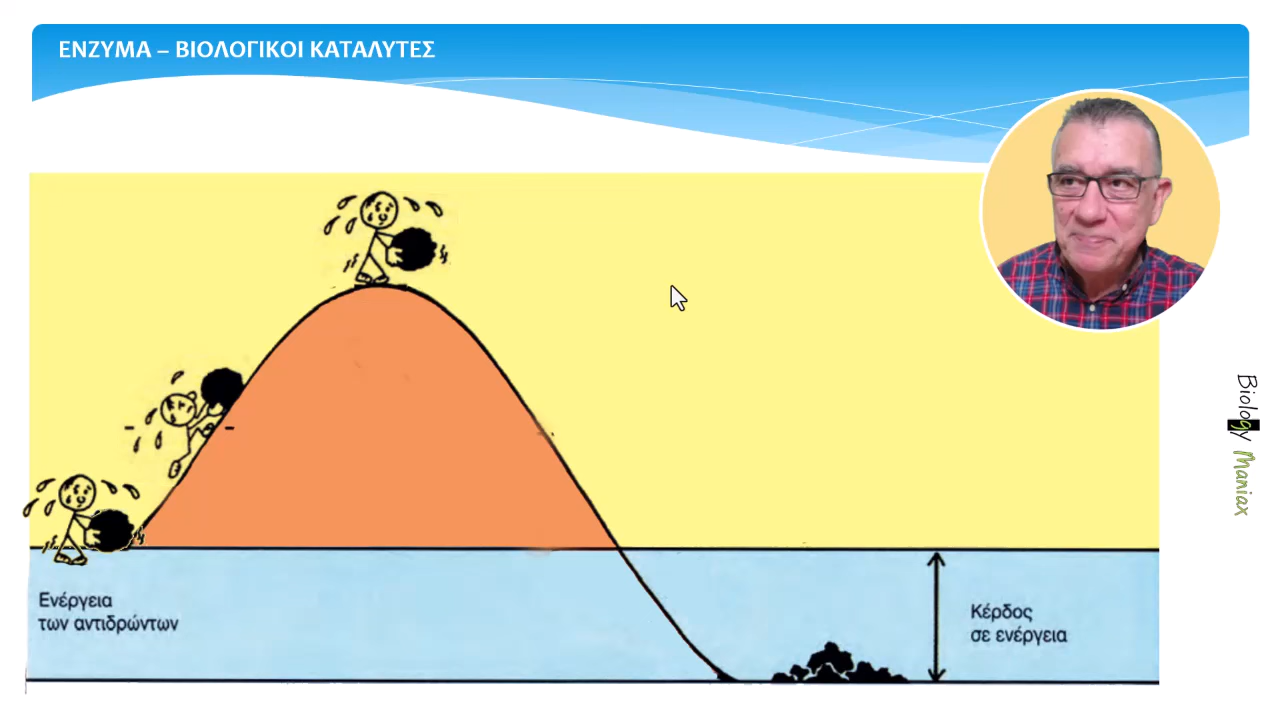 ΕΝΖΥΜΑ – ΒΙΟΛΟΓΙΚΟΙ ΚΑΤΑΛΥΤΕΣ
Ενέργεια
των αντιδρώντων
Κέρδος
σε ενέργεια
Biology Maniax